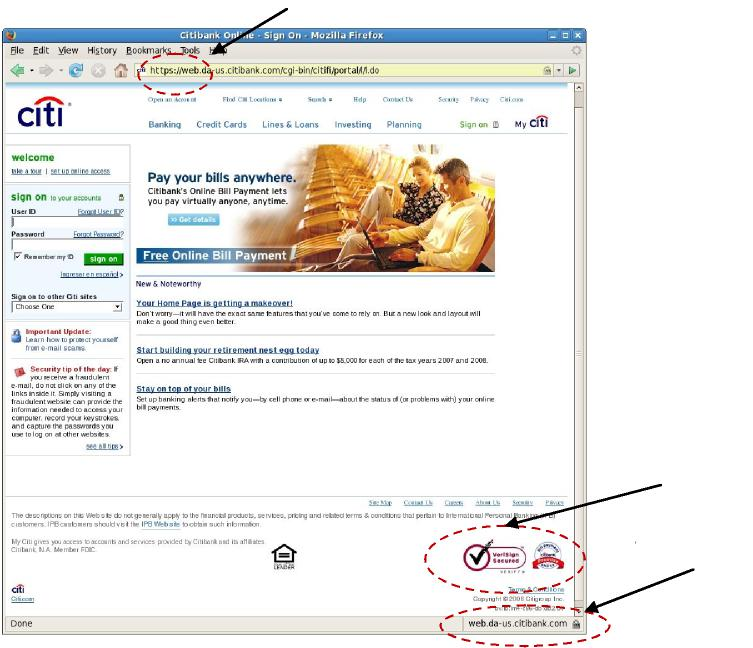 Citibank Online - Sign On - Mozilla Firefox
File Edit View History Bookmarks Tools
https://web.da-us.citibank.com/cgi-bin/citifi/portal/l/l.do
citi
Open an Account Find Citi Locations Search Help Contact Us Security Privacy Citi.com
Banking Credit Cards Lines & Loans Investing Planning Sign on My Citi
welcome
take a tour | set up online access
sign on to your accounts
User ID Forgot User ID?
Password Forgot Password?
Remember my ID sign on
Ingresar en español >
Sign on to other Citi sites
Choose One
Important Update:
Learn how to protect yourself
from e-mail scams.
Security tip of the day: If
you receive a fraudulent
e-mail, do not click on any of the
links inside it. Simply visiting a
fraudulent website can provide the
information needed to access your
computer, record your keystrokes,
and capture the passwords you
use to log on at other websites.
see all tips >
Pay your bills anywhere.
Citibank's Online Bill Payment lets
you pay virtually anyone, anytime.
>> Get details
Free Online Bill Payment
New & Noteworthy
Your Home Page is getting a makeover!
Don't worry—it will have the exact same features that you've come to rely on. But a new look and layout will
make a good thing even better.
Start building your retirement nest egg today
Open a no annual fee Citibank IRA with a contribution of up to $5,000 for each of the tax years 2007 and 2008.
Stay on top of your bills
Set up banking alerts that notify you—by cell phone or e-mail—about the status of (or problems with) your online
bill payments.
Site Map Contact Us Careers About Us Security Privacy
The descriptions on this Web site do not generally apply to the financial products, services, pricing and related terms & conditions that pertain to International Personal Banking (IPB)
customers. IPB customers should visit the IPB Website to obtain such information.
My Citi gives you access to accounts and services provided by Citibank and its affiliates.
Citibank, N.A. Member FDIC.
VeriSign
Secured
VERIFY
citibank
citi
Citi.com
Terms & Conditions
Copyright © 2008 Citigroup Inc.
Done web.da-us.citibank.com